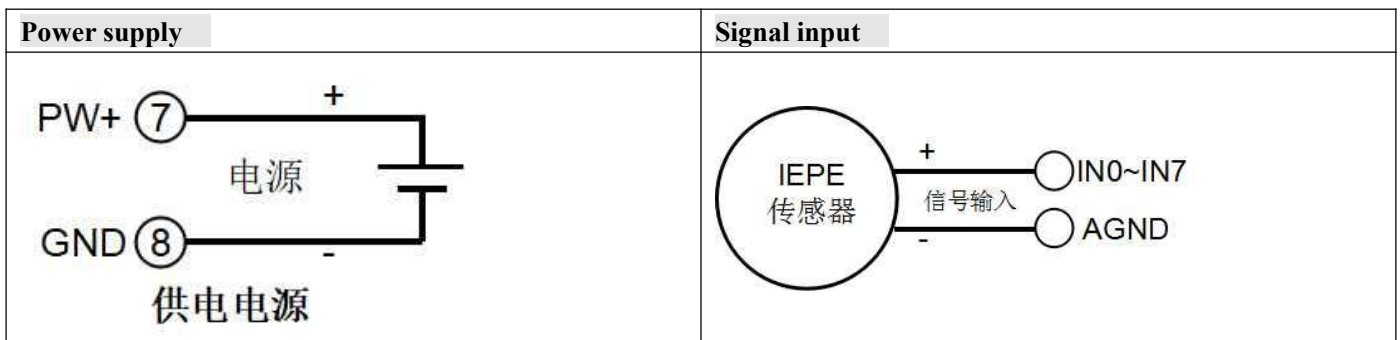 Power supply
Signal input
PW+ 7
+
电源
GND 8
-
供电电源
IEPE
传感器
+
IN0~IN7
信号输入
-
AGND